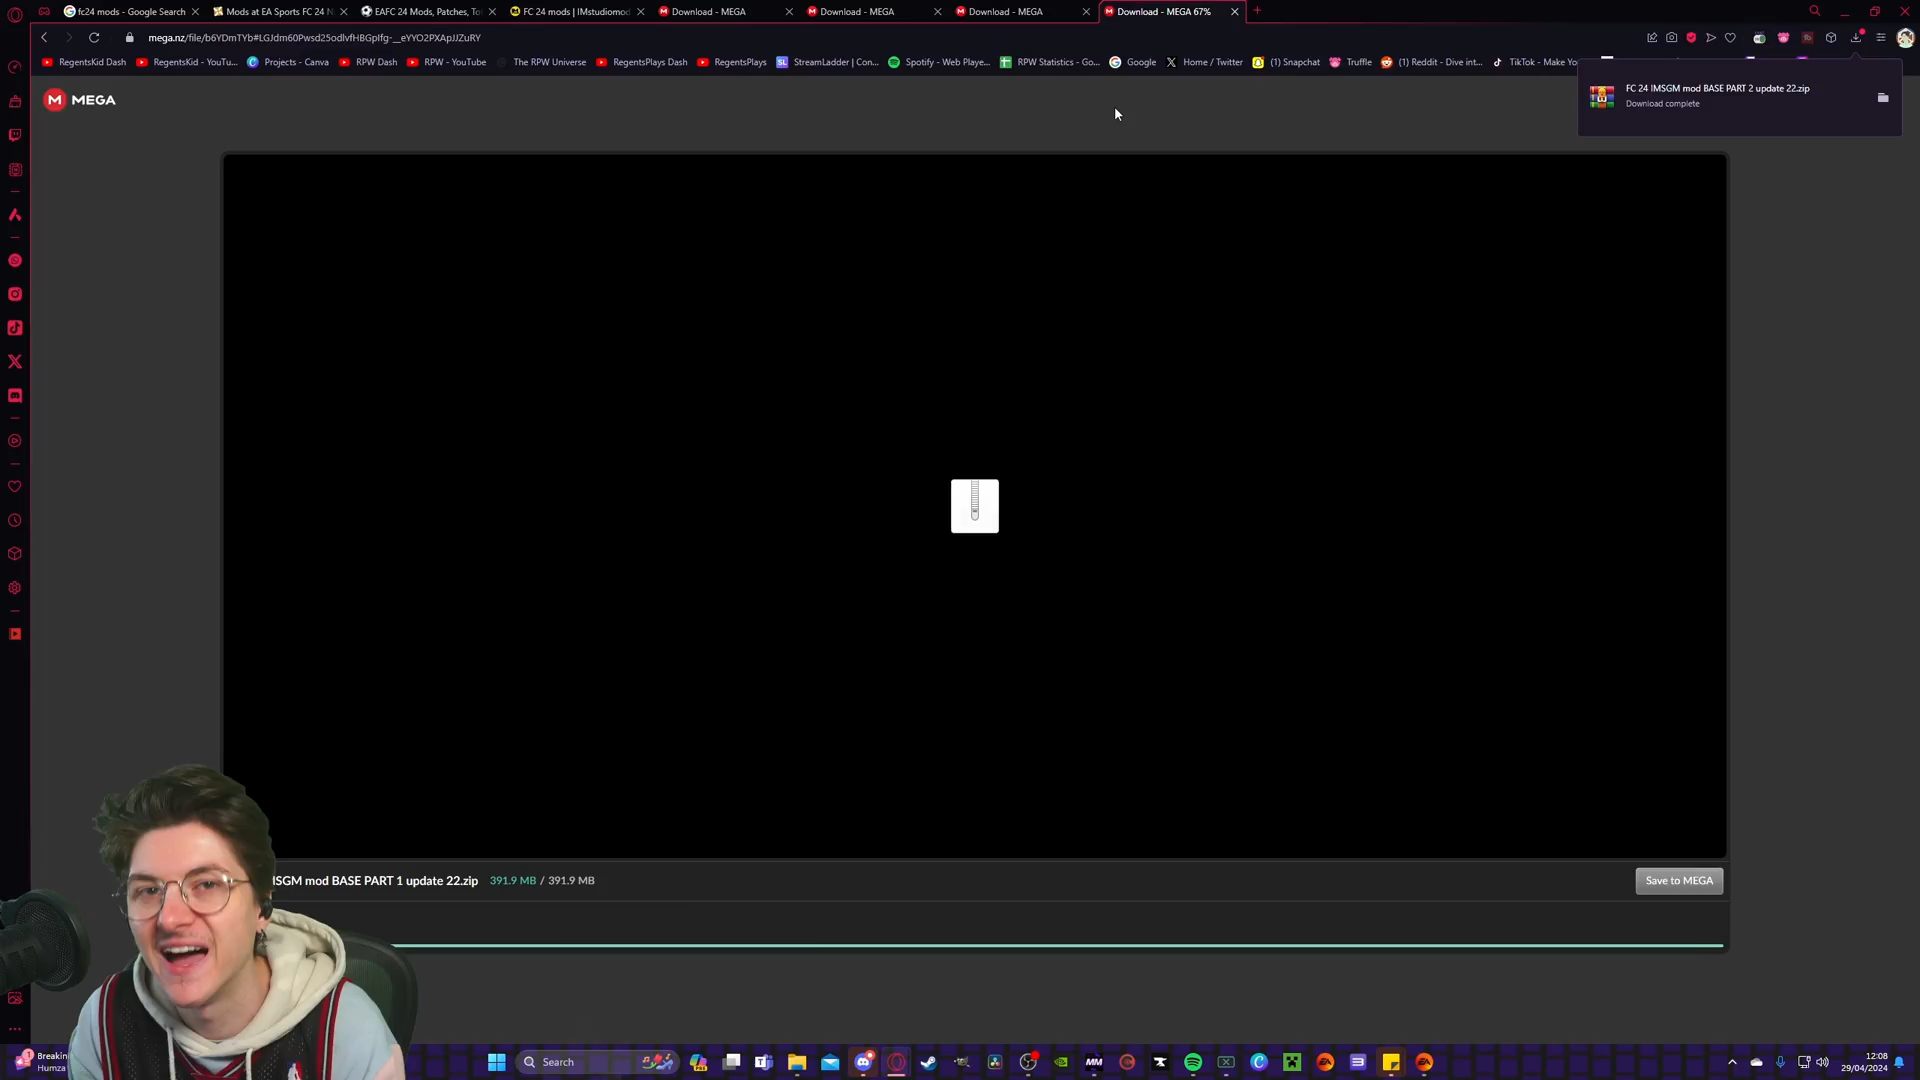 fc24 mods - Google Search
Mods at EA Sports FC 24 N
EAFC 24 Mods, Patches, To
FC 24 mods | IMstudiomod
Download - MEGA
Download - MEGA
Download - MEGA
Download - MEGA 67%
mega.nz/file/b6YDmTYb#LGJdm60Pwsd25odlvfHBGpIfg-__eYYO2PXApJJZuRY
RegentsKid Dash
RegentsKid - YouTu...
Projects - Canva
RPW Dash
RPW - YouTube
The RPW Universe
RegentsPlays Dash
RegentsPlays
StreamLadder | Con...
Spotify - Web Playe...
RPW Statistics - Go...
Google
Home / Twitter
(1) Snapchat
Truffle
(1) Reddit - Dive int...
TikTok - Make Yo
FC 24 IMSGM mod BASE PART 2 update 22.zip
Download complete
MEGA
MSGM mod BASE PART 1 update 22.zip 391.9 MB / 391.9 MB
Save to MEGA
Breakin
Humza
Search
12:08
29/04/2024